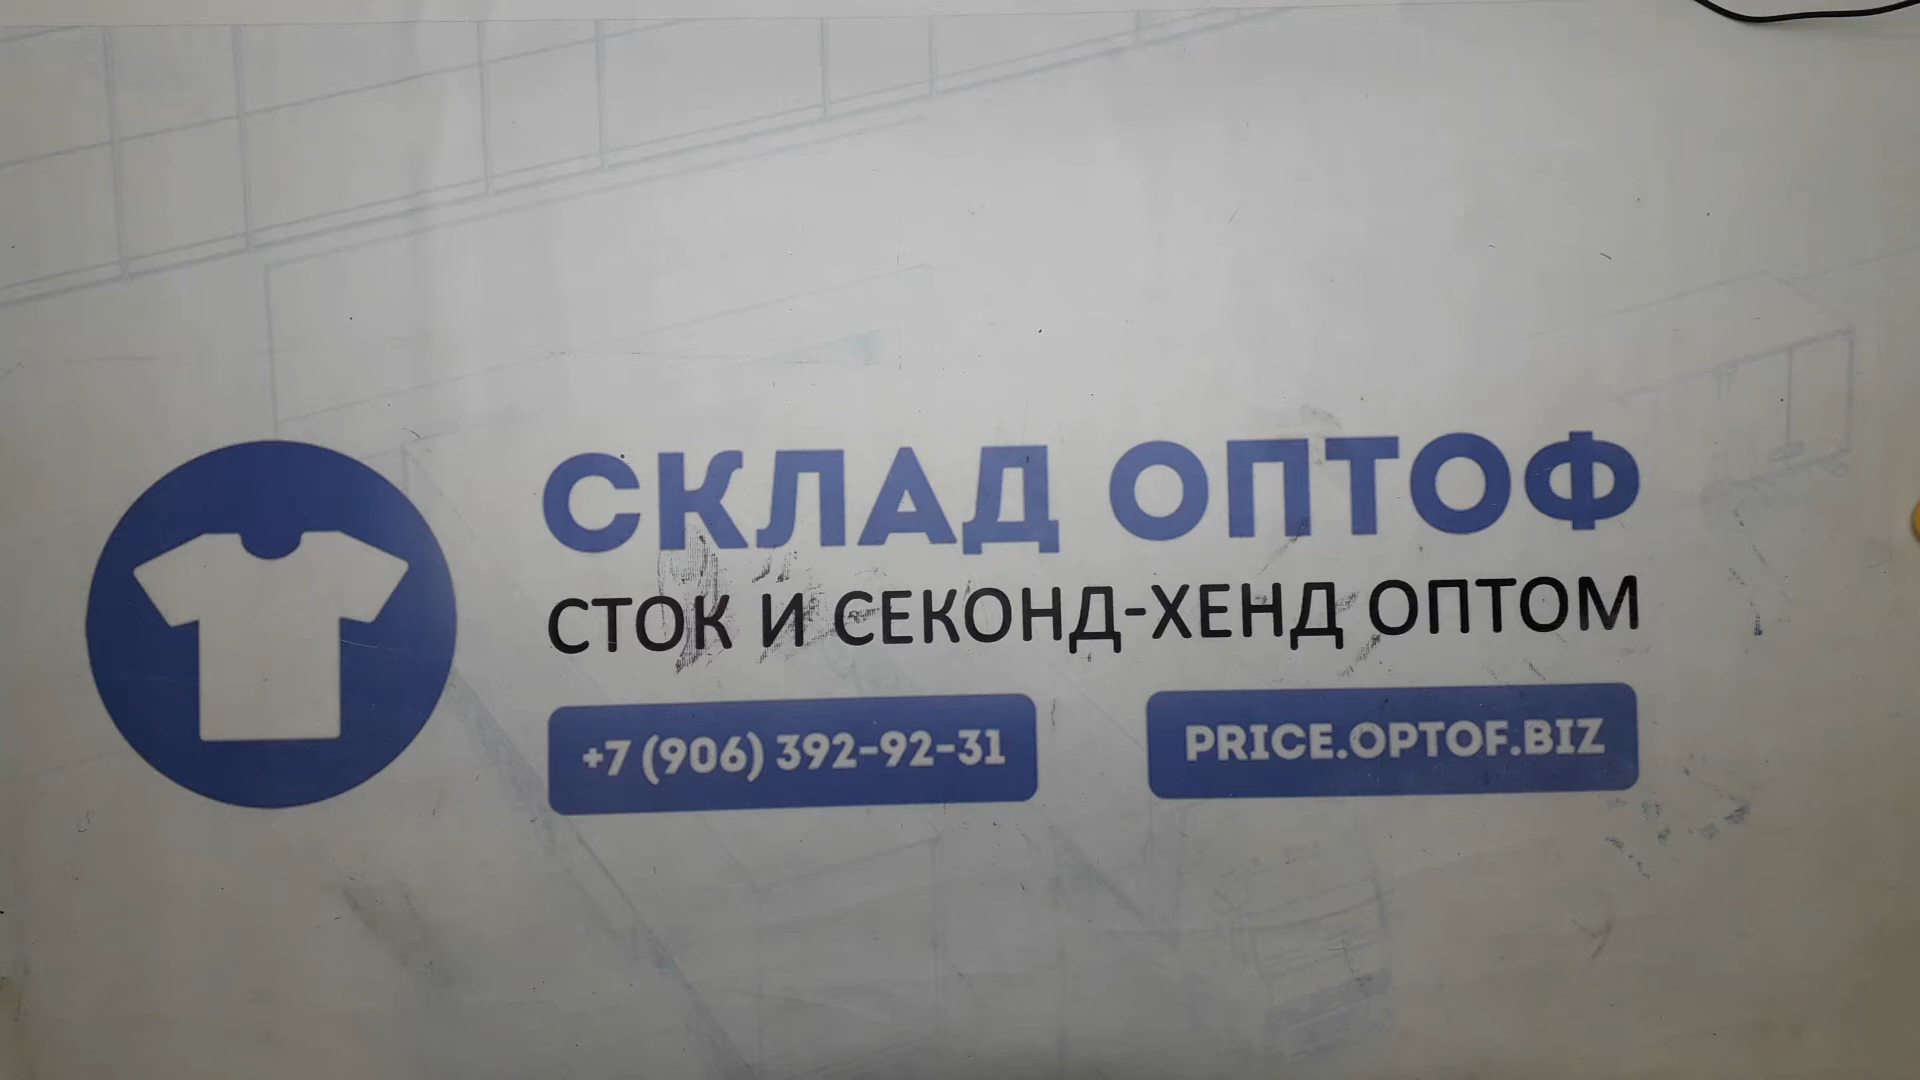 СКЛАД ОПТОФ
СТОК И СЕКОНД-ХЕНД ОПТОМ
+7 (906) 392-92-31
PRICE.OPTOF.BIZ